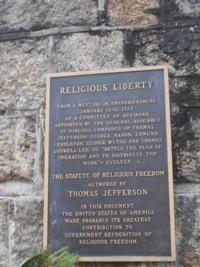 RELIGIOUS LIBERTY
FROM A MEETING IN FREDERICKSBURG,
JANUARY 13-17, 1777,
OF A COMMITTEE OF REVISORS
APPOINTED BY THE GENERAL ASSEMBLY
OF VIRGINIA, COMPOSED OF THOMAS
JEFFERSON, GEORGE MASON, EDMUND
PENDLETON, GEORGE WYTHE AND THOMAS
LUDWELL LEE TO "SETTLE THE PLAN OF
OPERATION AND TO DISTRIBUTE THE
WORK" EVOLVED
THE STATUTE OF RELIGIOUS FREEDOM
AUTHORED BY
THOMAS JEFFERSON.
IN THIS DOCUMENT
THE UNITED STATES OF AMERICA
MADE PROBABLY ITS GREATEST
CONTRIBUTION TO
GOVERNMENT RECOGNITION OF
RELIGIOUS FREEDOM.